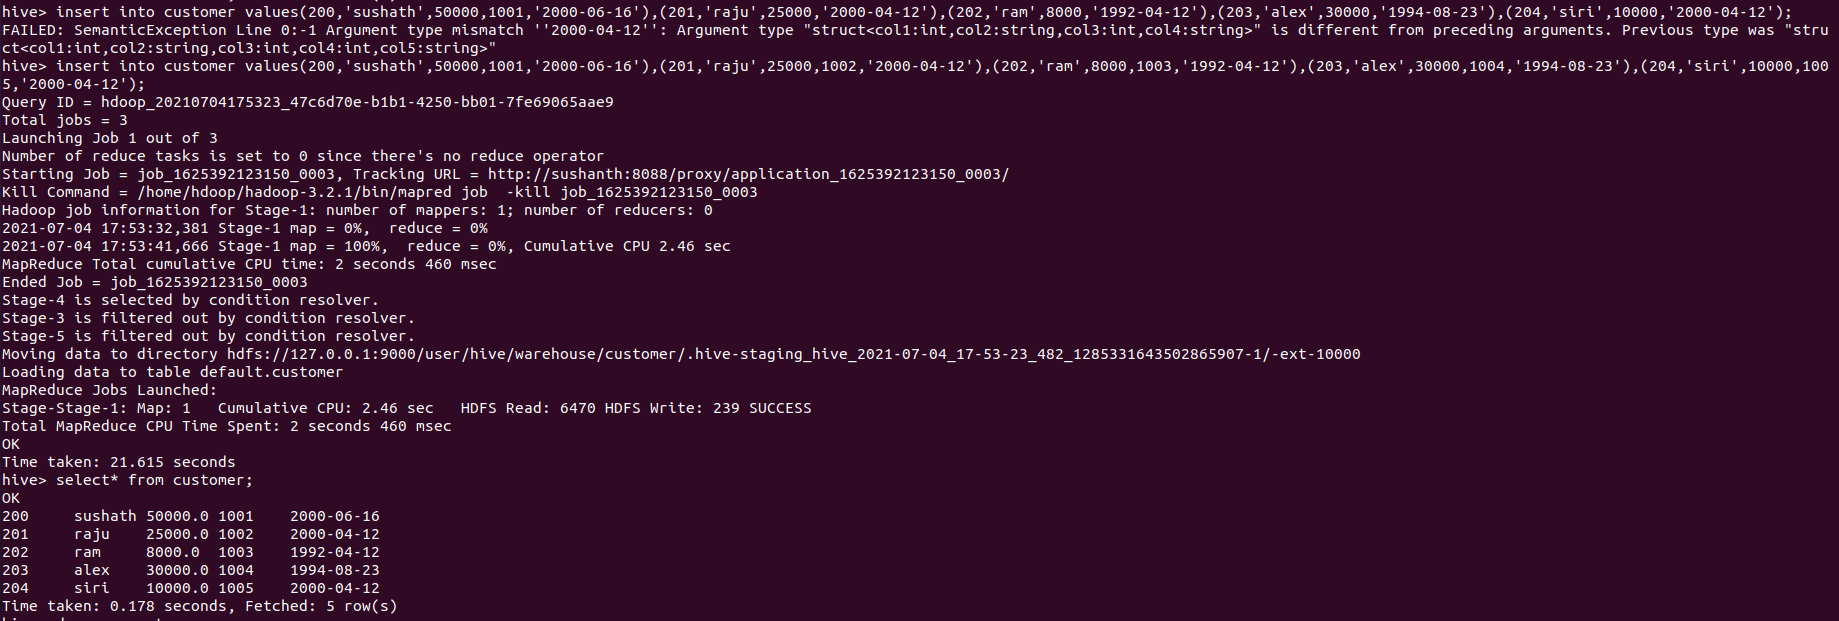 hive> insert into customer values(200,'sushath',50000,1001,'2000-06-16'),(201,'raju',25000,'2000-04-12'),(202,'ram',8000,'1992-04-12'),(203,'alex',30000,'1994-08-23'),(204,'siri',10000,'2000-04-12');
FAILED: SemanticException Line 0:-1 Argument type mismatch ''2000-04-12'': Argument type "struct<col1:int,col2:string,col3:int,col4:string>" is different from preceding arguments. Previous type was "stru
ct<col1:int,col2:string,col3:int,col4:int,col5:string>"
hive> insert into customer values(200,'sushath',50000,1001,'2000-06-16'),(201,'raju',25000,1002,'2000-04-12'),(202,'ram',8000,1003,'1992-04-12'),(203,'alex',30000,1004,'1994-08-23'),(204,'siri',10000,100
5,'2000-04-12');
Query ID = hdoop_20210704175323_47c6d70e-b1b1-4250-bb01-7fe69065aae9
Total jobs = 3
Launching Job 1 out of 3
Number of reduce tasks is set to 0 since there's no reduce operator
Starting Job = job_1625392123150_0003, Tracking URL = http://sushanth:8088/proxy/application_1625392123150_0003/
Kill Command = /home/hdoop/hadoop-3.2.1/bin/mapred job  -kill job_1625392123150_0003
Hadoop job information for Stage-1: number of mappers: 1; number of reducers: 0
2021-07-04 17:53:32,381 Stage-1 map = 0%,  reduce = 0%
2021-07-04 17:53:41,666 Stage-1 map = 100%,  reduce = 0%, Cumulative CPU 2.46 sec
MapReduce Total cumulative CPU time: 2 seconds 460 msec
Ended Job = job_1625392123150_0003
Stage-4 is selected by condition resolver.
Stage-3 is filtered out by condition resolver.
Stage-5 is filtered out by condition resolver.
Moving data to directory hdfs://127.0.0.1:9000/user/hive/warehouse/customer/.hive-staging_hive_2021-07-04_17-53-23_482_1285331643502865907-1/-ext-10000
Loading data to table default.customer
MapReduce Jobs Launched:
Stage-Stage-1: Map: 1   Cumulative CPU: 2.46 sec   HDFS Read: 6470 HDFS Write: 239 SUCCESS
Total MapReduce CPU Time Spent: 2 seconds 460 msec
OK
Time taken: 21.615 seconds
hive> select* from customer;
OK
200     sushath 50000.0 1001    2000-06-16
201     raju    25000.0 1002    2000-04-12
202     ram     8000.0  1003    1992-04-12
203     alex    30000.0 1004    1994-08-23
204     siri    10000.0 1005    2000-04-12
Time taken: 0.178 seconds, Fetched: 5 row(s)